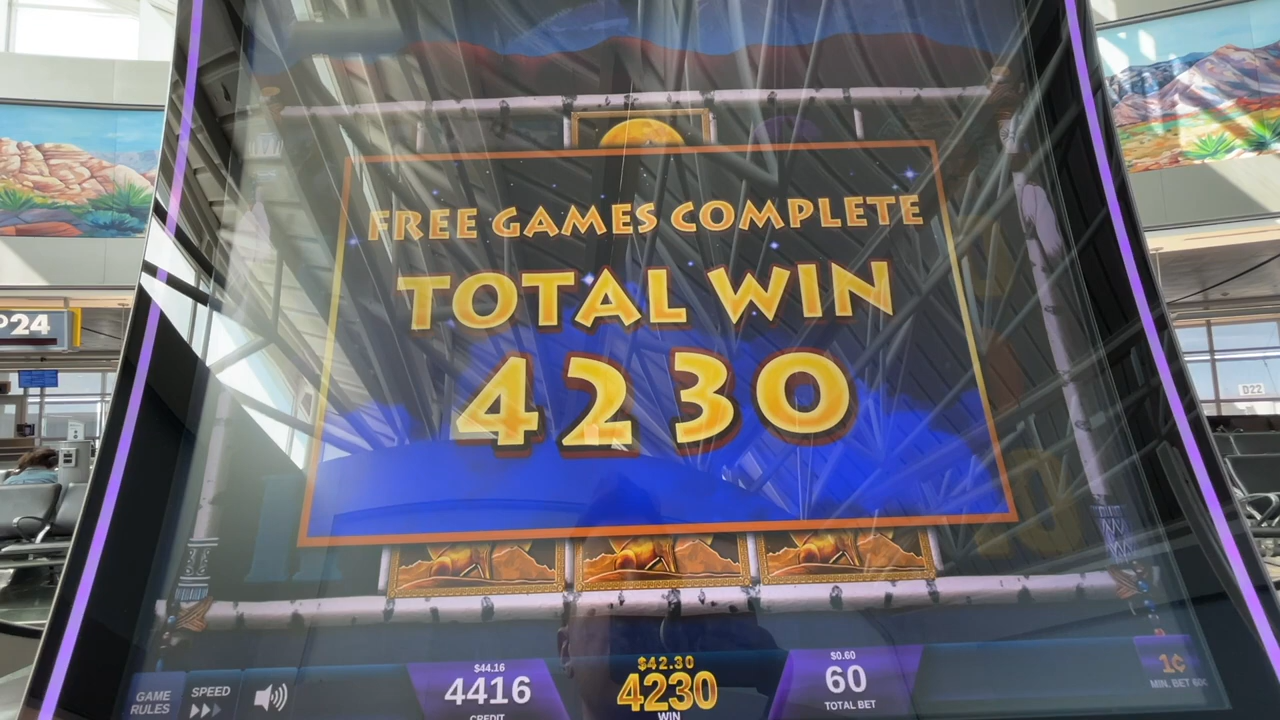 FREE GAMES COMPLETE
TOTAL WIN
4230
24
D22
GAME
RULES
SPEED
$44.16
4416
CREDIT
$42.30
4230
WIN
$0.60
60
TOTAL BET
1¢
MIN. BET 60¢